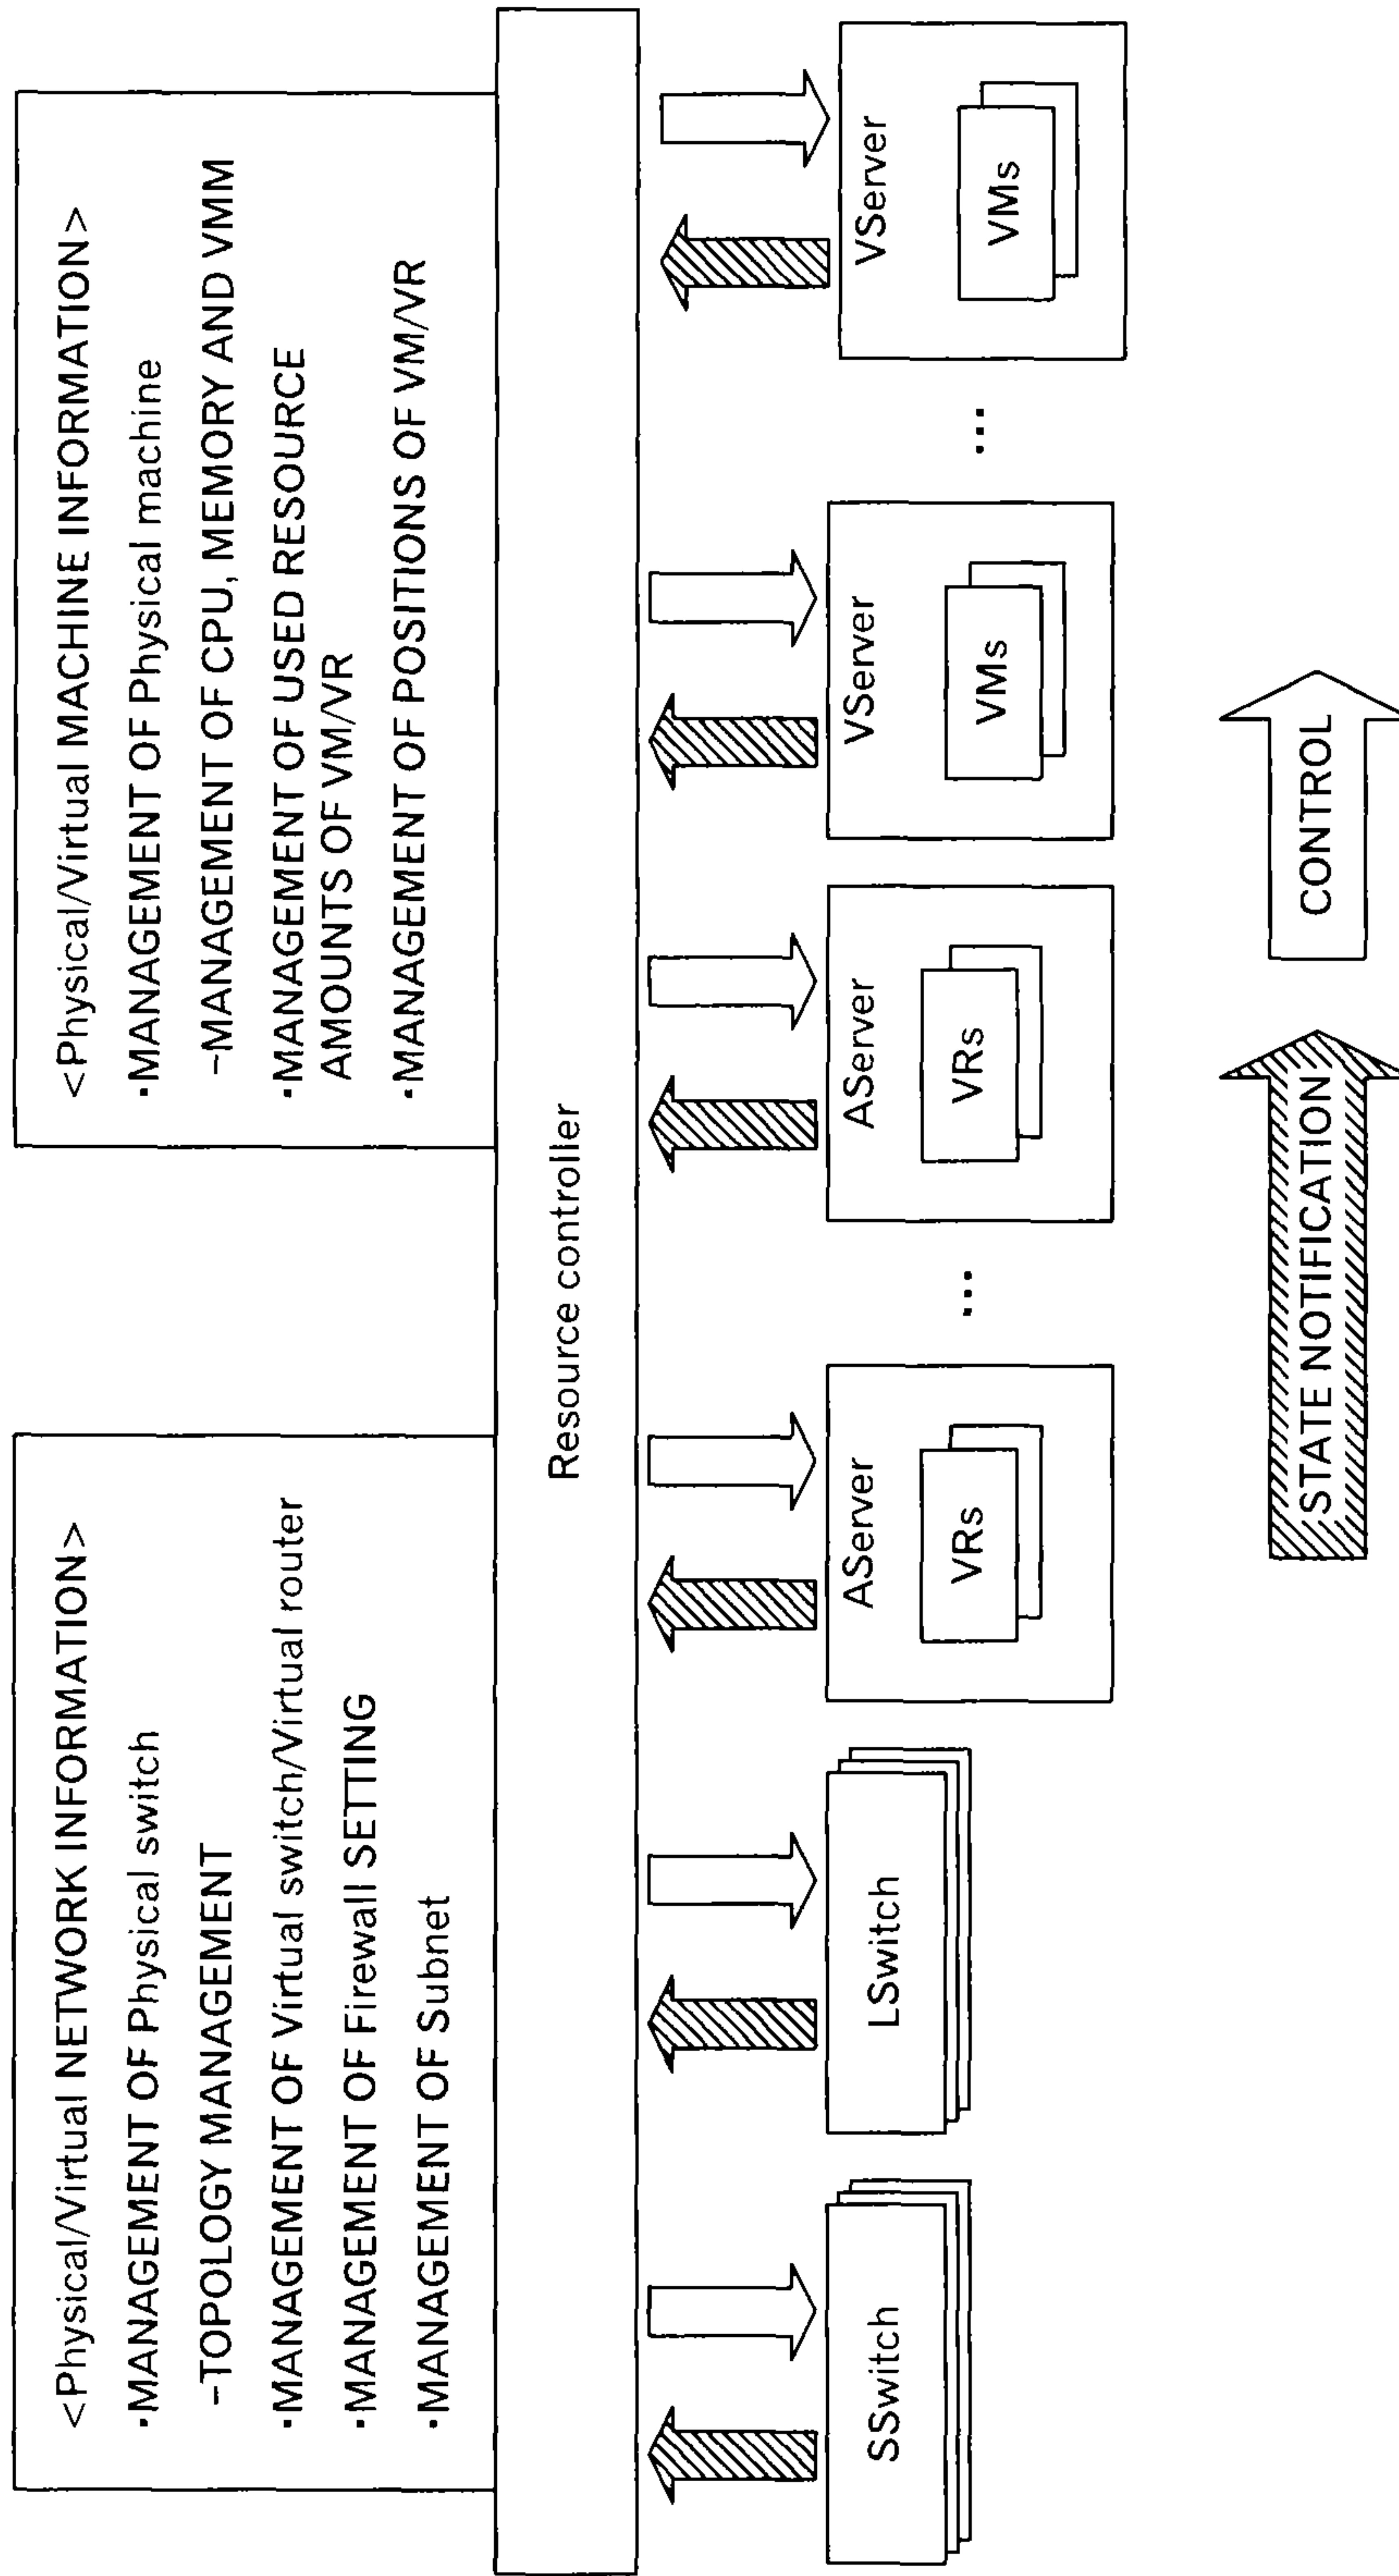 <Physical/Virtual NETWORK INFORMATION>
·MANAGEMENT OF Physical switch
-TOPOLOGY MANAGEMENT
·MANAGEMENT OF Virtual switch/Virtual router
·MANAGEMENT OF Firewall SETTING
·MANAGEMENT OF Subnet
<Physical/Virtual MACHINE INFORMATION>
·MANAGEMENT OF Physical machine
-MANAGEMENT OF CPU, MEMORY AND VMM
·MANAGEMENT OF USED RESOURCE
AMOUNTS OF VM/VR
·MANAGEMENT OF POSITIONS OF VM/VR
Resource controller
SSwitch
LSwitch
AServer
VRs
...
AServer
VRs
VServer
VMs
...
VServer
VMs
STATE NOTIFICATION
CONTROL